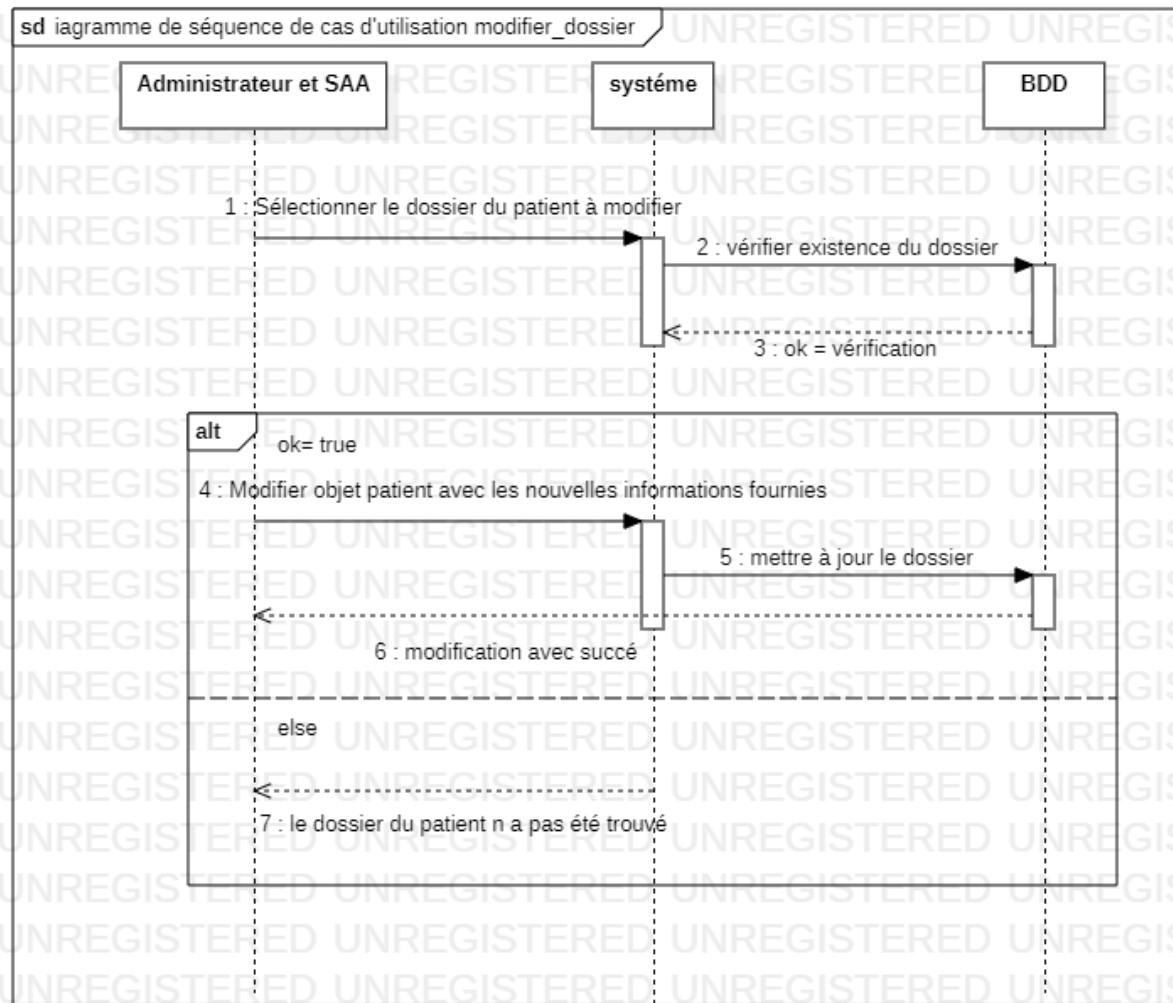 sd iagramme de séquence de cas d'utilisation modifier_dossier
Administrateur et SAA
systéme
BDD
1 : Sélectionner le dossier du patient à modifier
2 : vérifier existence du dossier
3 : ok = vérification
alt
ok= true
4 : Modifier objet patient avec les nouvelles informations fournies
5 : mettre à jour le dossier
6 : modification avec succé
else
7 : le dossier du patient n a pas été trouvé
UNREGISTERED